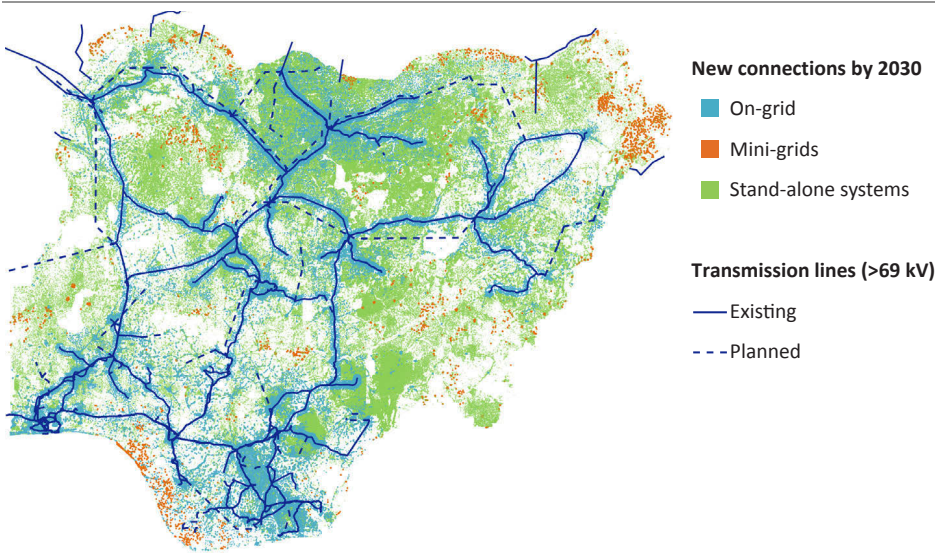 New connections by 2030
On-grid
Mini-grids
Stand-alone systems
Transmission lines (>69 kV)
Existing
Planned